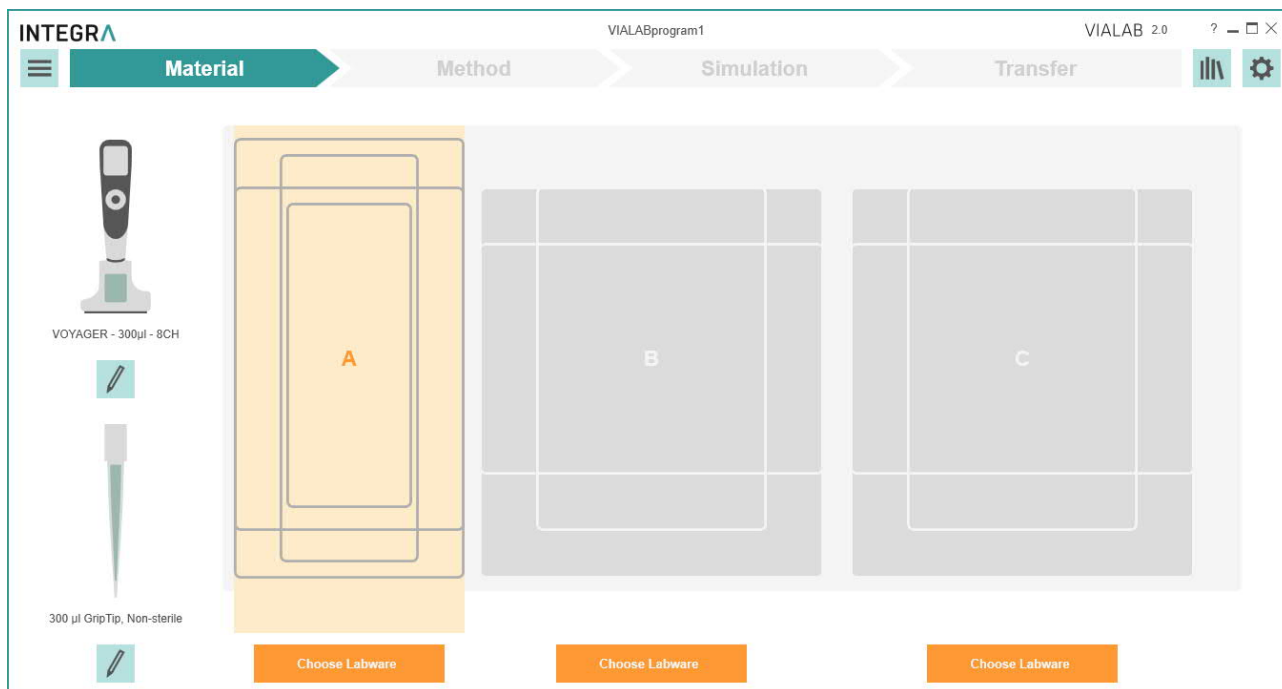 INTEGRA
VIALABprogram1
VIALAB 2.0
?
Material
Method
Simulation
Transfer
VOYAGER - 300µl - 8CH
A
B
C
300 µl GripTip, Non-sterile
Choose Labware
Choose Labware
Choose Labware